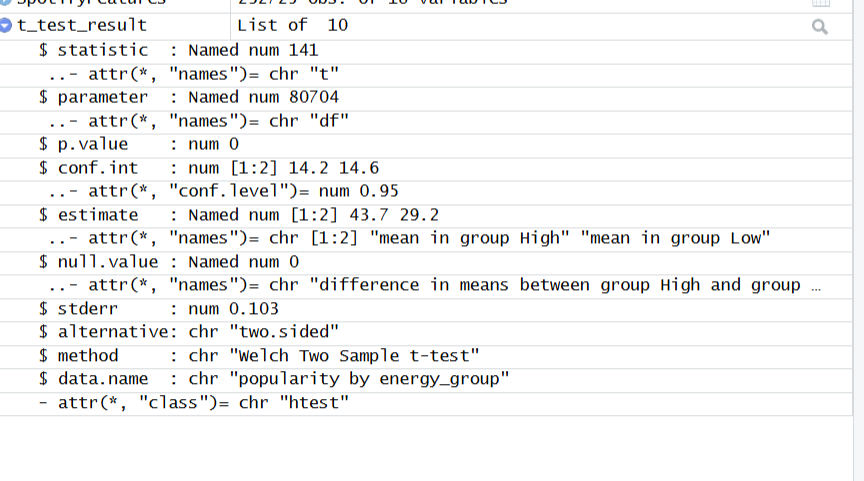 t_test_result List of  10
$ statistic  : Named num 141
..- attr(*, "names")= chr "t"
$ parameter  : Named num 80704
..- attr(*, "names")= chr "df"
$ p.value    : num 0
$ conf.int   : num [1:2] 14.2 14.6
..- attr(*, "conf.level")= num 0.95
$ estimate   : Named num [1:2] 43.7 29.2
..- attr(*, "names")= chr [1:2] "mean in group High" "mean in group Low"
$ null.value : Named num 0
..- attr(*, "names")= chr "difference in means between group High and group …
$ stderr     : num 0.103
$ alternative: chr "two.sided"
$ method     : chr "Welch Two Sample t-test"
$ data.name  : chr "popularity by energy_group"
- attr(*, "class")= chr "htest"